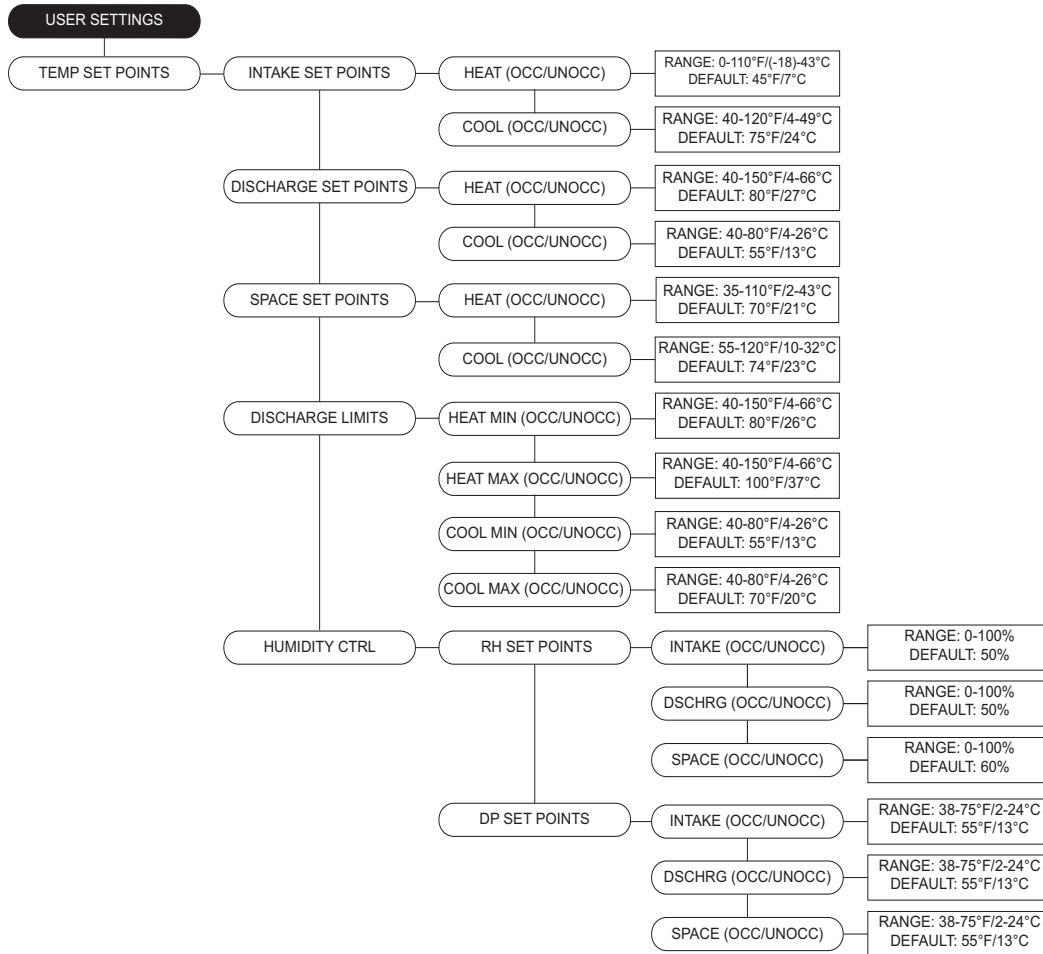 USER SETTINGS
TEMP SET POINTS
INTAKE SET POINTS
HEAT (OCC/UNOCC)
RANGE: 0-110°F/(-18)-43°C
DEFAULT: 45°F/7°C
COOL (OCC/UNOCC)
RANGE: 40-120°F/4-49°C
DEFAULT: 75°F/24°C
DISCHARGE SET POINTS
HEAT (OCC/UNOCC)
RANGE: 40-150°F/4-66°C
DEFAULT: 80°F/27°C
COOL (OCC/UNOCC)
RANGE: 40-80°F/4-26°C
DEFAULT: 55°F/13°C
SPACE SET POINTS
HEAT (OCC/UNOCC)
RANGE: 35-110°F/2-43°C
DEFAULT: 70°F/21°C
COOL (OCC/UNOCC)
RANGE: 55-120°F/10-32°C
DEFAULT: 74°F/23°C
DISCHARGE LIMITS
HEAT MIN (OCC/UNOCC)
RANGE: 40-150°F/4-66°C
DEFAULT: 80°F/26°C
HEAT MAX (OCC/UNOCC)
RANGE: 40-150°F/4-66°C
DEFAULT: 100°F/37°C
COOL MIN (OCC/UNOCC)
RANGE: 40-80°F/4-26°C
DEFAULT: 55°F/13°C
COOL MAX (OCC/UNOCC)
RANGE: 40-80°F/4-26°C
DEFAULT: 70°F/20°C
HUMIDITY CTRL
RH SET POINTS
INTAKE (OCC/UNOCC)
RANGE: 0-100%
DEFAULT: 50%
DSCHRG (OCC/UNOCC)
RANGE: 0-100%
DEFAULT: 50%
SPACE (OCC/UNOCC)
RANGE: 0-100%
DEFAULT: 60%
DP SET POINTS
INTAKE (OCC/UNOCC)
RANGE: 38-75°F/2-24°C
DEFAULT: 55°F/13°C
DSCHRG (OCC/UNOCC)
RANGE: 38-75°F/2-24°C
DEFAULT: 55°F/13°C
SPACE (OCC/UNOCC)
RANGE: 38-75°F/2-24°C
DEFAULT: 55°F/13°C